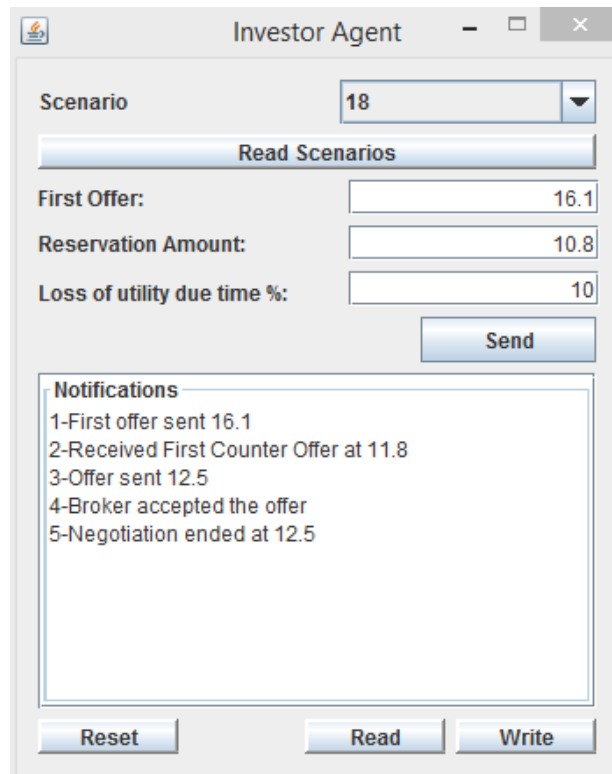 Investor Agent
Scenario 18
Read Scenarios
First Offer: 16.1
Reservation Amount: 10.8
Loss of utility due time %: 10
Send
Notifications
1-First offer sent 16.1
2-Received First Counter Offer at 11.8
3-Offer sent 12.5
4-Broker accepted the offer
5-Negotiation ended at 12.5
Reset Read Write